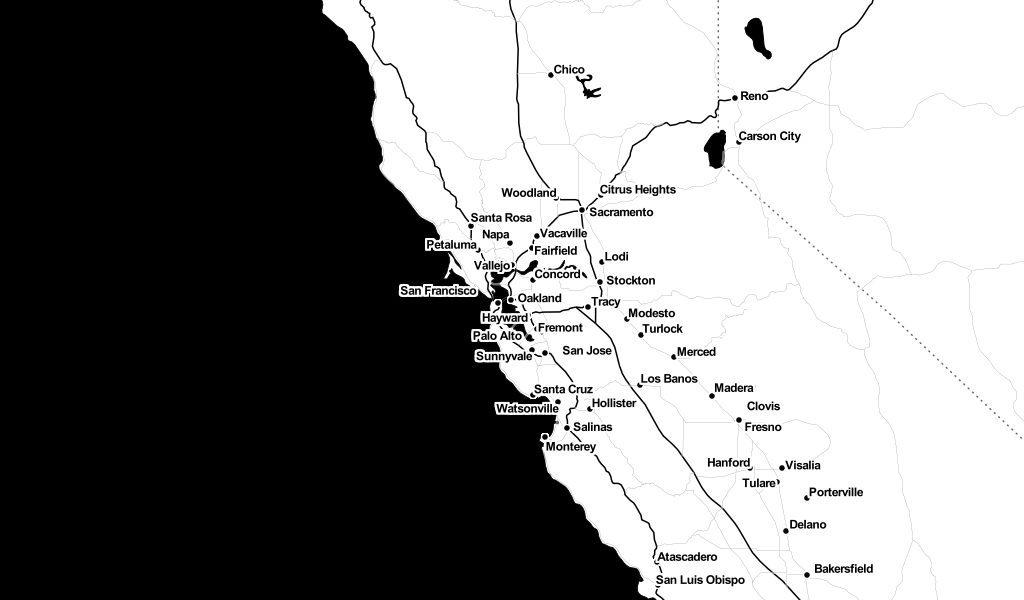 Chico
Reno
Carson City
Citrus Heights
Woodland
Sacramento
Santa Rosa
Napa
Vacaville
Petaluma
Fairfield
Lodi
Vallejo
Concord
Stockton
San Francisco
Oakland
Tracy
Hayward
Modesto
Fremont
Turlock
Palo Alto
San Jose
Merced
Sunnyvale
Los Banos
Santa Cruz
Madera
Watsonville
Hollister
Clovis
Salinas
Fresno
Monterey
Hanford
Visalia
Tulare
Porterville
Delano
Atascadero
Bakersfield
San Luis Obispo